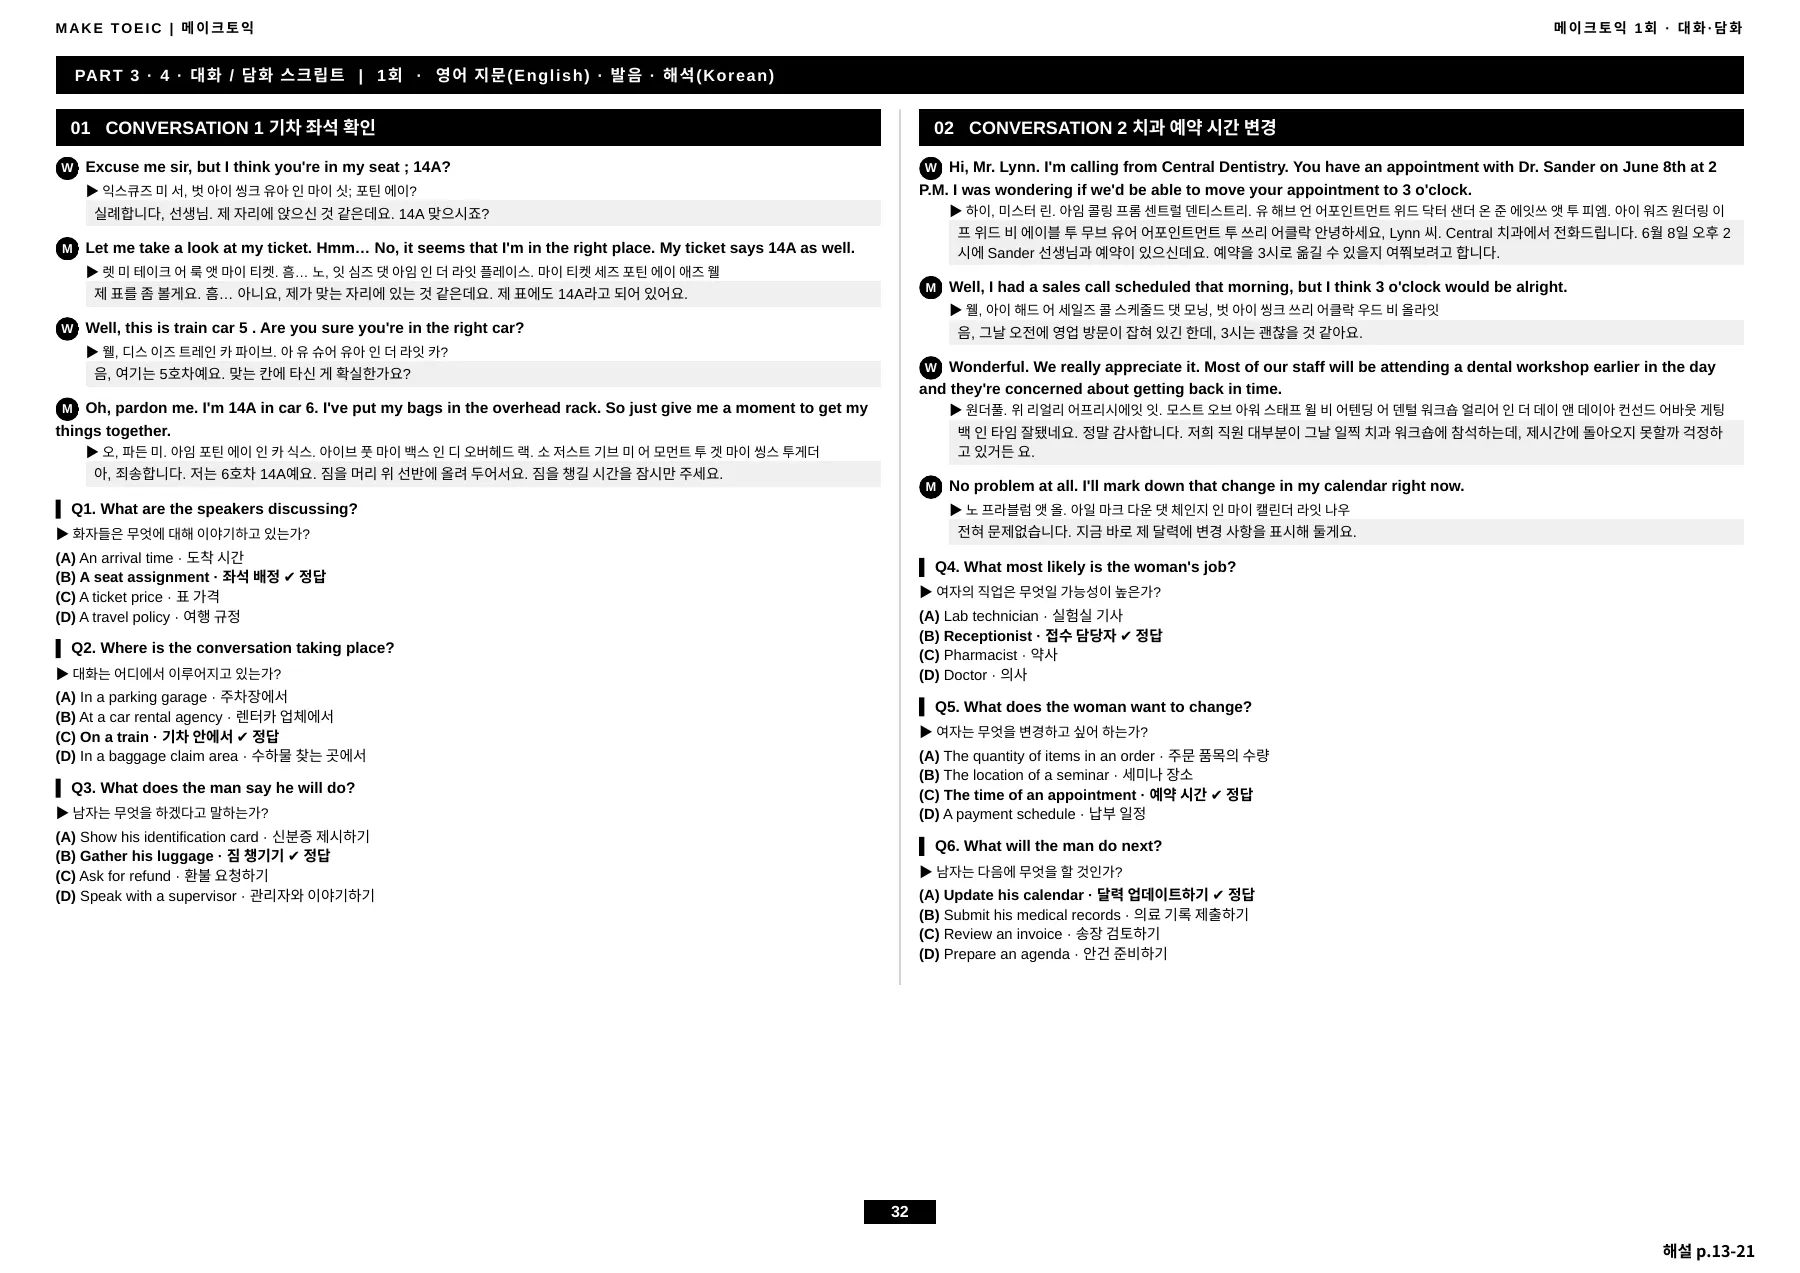 MAKE TOEIC | 메이크토익
메이크토익 1회 · 대화·담화
PART 3 · 4 · 대화 / 담화 스크립트 | 1회 · 영어 지문(English) · 발음 · 해석(Korean)
01 CONVERSATION 1 기차 좌석 확인
W Excuse me sir, but I think you're in my seat ; 14A?
▶ 익스큐즈 미 서, 벗 아이 씽크 유아 인 마이 싯; 포틴 에이?
실례합니다, 선생님. 제 자리에 앉으신 것 같은데요. 14A 맞으시죠?
M Let me take a look at my ticket. Hmm… No, it seems that I'm in the right place. My ticket says 14A as well.
▶ 렛 미 테이크 어 룩 앳 마이 티켓. 흠… 노, 잇 심즈 댓 아임 인 더 라잇 플레이스. 마이 티켓 세즈 포틴 에이 애즈 웰
제 표를 좀 볼게요. 흠… 아니요, 제가 맞는 자리에 있는 것 같은데요. 제 표에도 14A라고 되어 있어요.
W Well, this is train car 5 . Are you sure you're in the right car?
▶ 웰, 디스 이즈 트레인 카 파이브. 아 유 슈어 유아 인 더 라잇 카?
음, 여기는 5호차예요. 맞는 칸에 타신 게 확실한가요?
M Oh, pardon me. I'm 14A in car 6. I've put my bags in the overhead rack. So just give me a moment to get my
things together.
▶ 오, 파든 미. 아임 포틴 에이 인 카 식스. 아이브 풋 마이 백스 인 디 오버헤드 랙. 소 저스트 기브 미 어 모먼트 투 겟 마이 씽스 투게더
아, 죄송합니다. 저는 6호차 14A예요. 짐을 머리 위 선반에 올려 두어서요. 짐을 챙길 시간을 잠시만 주세요.
Q1. What are the speakers discussing?
▶ 화자들은 무엇에 대해 이야기하고 있는가?
(A) An arrival time · 도착 시간
(B) A seat assignment · 좌석 배정 ✔ 정답
(C) A ticket price · 표 가격
(D) A travel policy · 여행 규정
Q2. Where is the conversation taking place?
▶ 대화는 어디에서 이루어지고 있는가?
(A) In a parking garage · 주차장에서
(B) At a car rental agency · 렌터카 업체에서
(C) On a train · 기차 안에서 ✔ 정답
(D) In a baggage claim area · 수하물 찾는 곳에서
Q3. What does the man say he will do?
▶ 남자는 무엇을 하겠다고 말하는가?
(A) Show his identification card · 신분증 제시하기
(B) Gather his luggage · 짐 챙기기 ✔ 정답
(C) Ask for refund · 환불 요청하기
(D) Speak with a supervisor · 관리자와 이야기하기
02 CONVERSATION 2 치과 예약 시간 변경
W Hi, Mr. Lynn. I'm calling from Central Dentistry. You have an appointment with Dr. Sander on June 8th at 2
P.M. I was wondering if we'd be able to move your appointment to 3 o'clock.
▶ 하이, 미스터 린. 아임 콜링 프롬 센트럴 덴티스트리. 유 해브 언 어포인트먼트 위드 닥터 샌더 온 준 에잇쓰 앳 투 피엠. 아이 워즈 원더링 이
프 위드 비 에이블 투 무브 유어 어포인트먼트 투 쓰리 어클락 안녕하세요, Lynn 씨. Central 치과에서 전화드립니다. 6월 8일 오후 2
시에 Sander 선생님과 예약이 있으신데요. 예약을 3시로 옮길 수 있을지 여쭤보려고 합니다.
M Well, I had a sales call scheduled that morning, but I think 3 o'clock would be alright.
▶ 웰, 아이 해드 어 세일즈 콜 스케줄드 댓 모닝, 벗 아이 씽크 쓰리 어클락 우드 비 올라잇
음, 그날 오전에 영업 방문이 잡혀 있긴 한데, 3시는 괜찮을 것 같아요.
W Wonderful. We really appreciate it. Most of our staff will be attending a dental workshop earlier in the day
and they're concerned about getting back in time.
▶ 원더풀. 위 리얼리 어프리시에잇 잇. 모스트 오브 아워 스태프 윌 비 어텐딩 어 덴털 워크숍 얼리어 인 더 데이 앤 데이아 컨선드 어바웃 게팅
백 인 타임 잘됐네요. 정말 감사합니다. 저희 직원 대부분이 그날 일찍 치과 워크숍에 참석하는데, 제시간에 돌아오지 못할까 걱정하
고 있거든 요.
M No problem at all. I'll mark down that change in my calendar right now.
▶ 노 프라블럼 앳 올. 아일 마크 다운 댓 체인지 인 마이 캘린더 라잇 나우
전혀 문제없습니다. 지금 바로 제 달력에 변경 사항을 표시해 둘게요.
Q4. What most likely is the woman's job?
▶ 여자의 직업은 무엇일 가능성이 높은가?
(A) Lab technician · 실험실 기사
(B) Receptionist · 접수 담당자 ✔ 정답
(C) Pharmacist · 약사
(D) Doctor · 의사
Q5. What does the woman want to change?
▶ 여자는 무엇을 변경하고 싶어 하는가?
(A) The quantity of items in an order · 주문 품목의 수량
(B) The location of a seminar · 세미나 장소
(C) The time of an appointment · 예약 시간 ✔ 정답
(D) A payment schedule · 납부 일정
Q6. What will the man do next?
▶ 남자는 다음에 무엇을 할 것인가?
(A) Update his calendar · 달력 업데이트하기 ✔ 정답
(B) Submit his medical records · 의료 기록 제출하기
(C) Review an invoice · 송장 검토하기
(D) Prepare an agenda · 안건 준비하기
32
해설 p.13-21